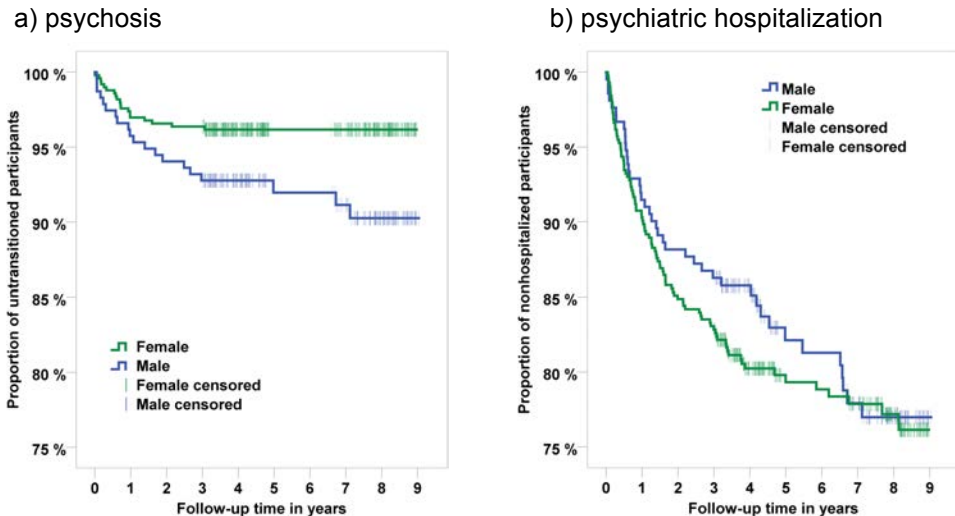 a) psychosis
100 %
95 %
90 %
85 %
80 %
75 %
Proportion of untransitioned participants
Female
Male
Female censored
Male censored
0 1 2 3 4 5 6 7 8 9
Follow-up time in years
b) psychiatric hospitalization
100 %
95 %
90 %
85 %
80 %
75 %
Proportion of nonhospitalized participants
Male
Female
Male censored
Female censored
0 1 2 3 4 5 6 7 8 9
Follow-up time in years